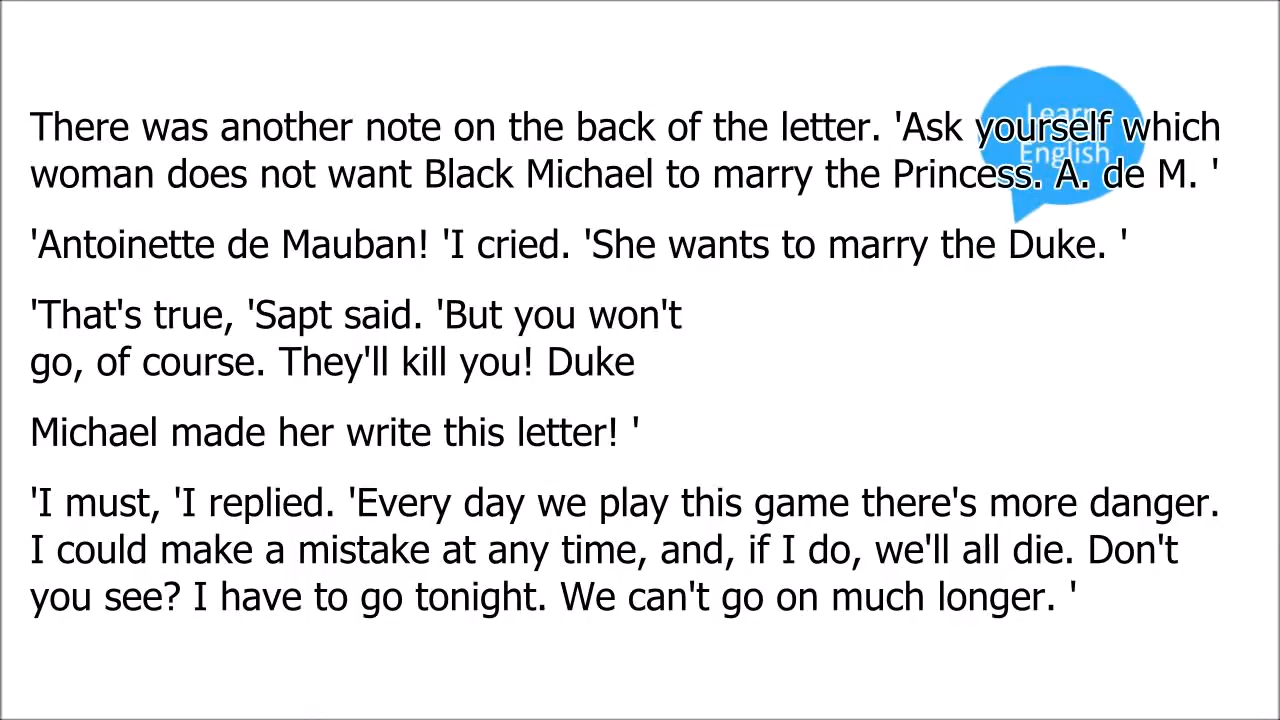 Learn
English
There was another note on the back of the letter. 'Ask yourself which
woman does not want Black Michael to marry the Princess. A. de M. '
'Antoinette de Mauban! 'I cried. 'She wants to marry the Duke. '
'That's true, 'Sapt said. 'But you won't
go, of course. They'll kill you! Duke
Michael made her write this letter! '
'I must, 'I replied. 'Every day we play this game there's more danger.
I could make a mistake at any time, and, if I do, we'll all die. Don't
you see? I have to go tonight. We can't go on much longer. '